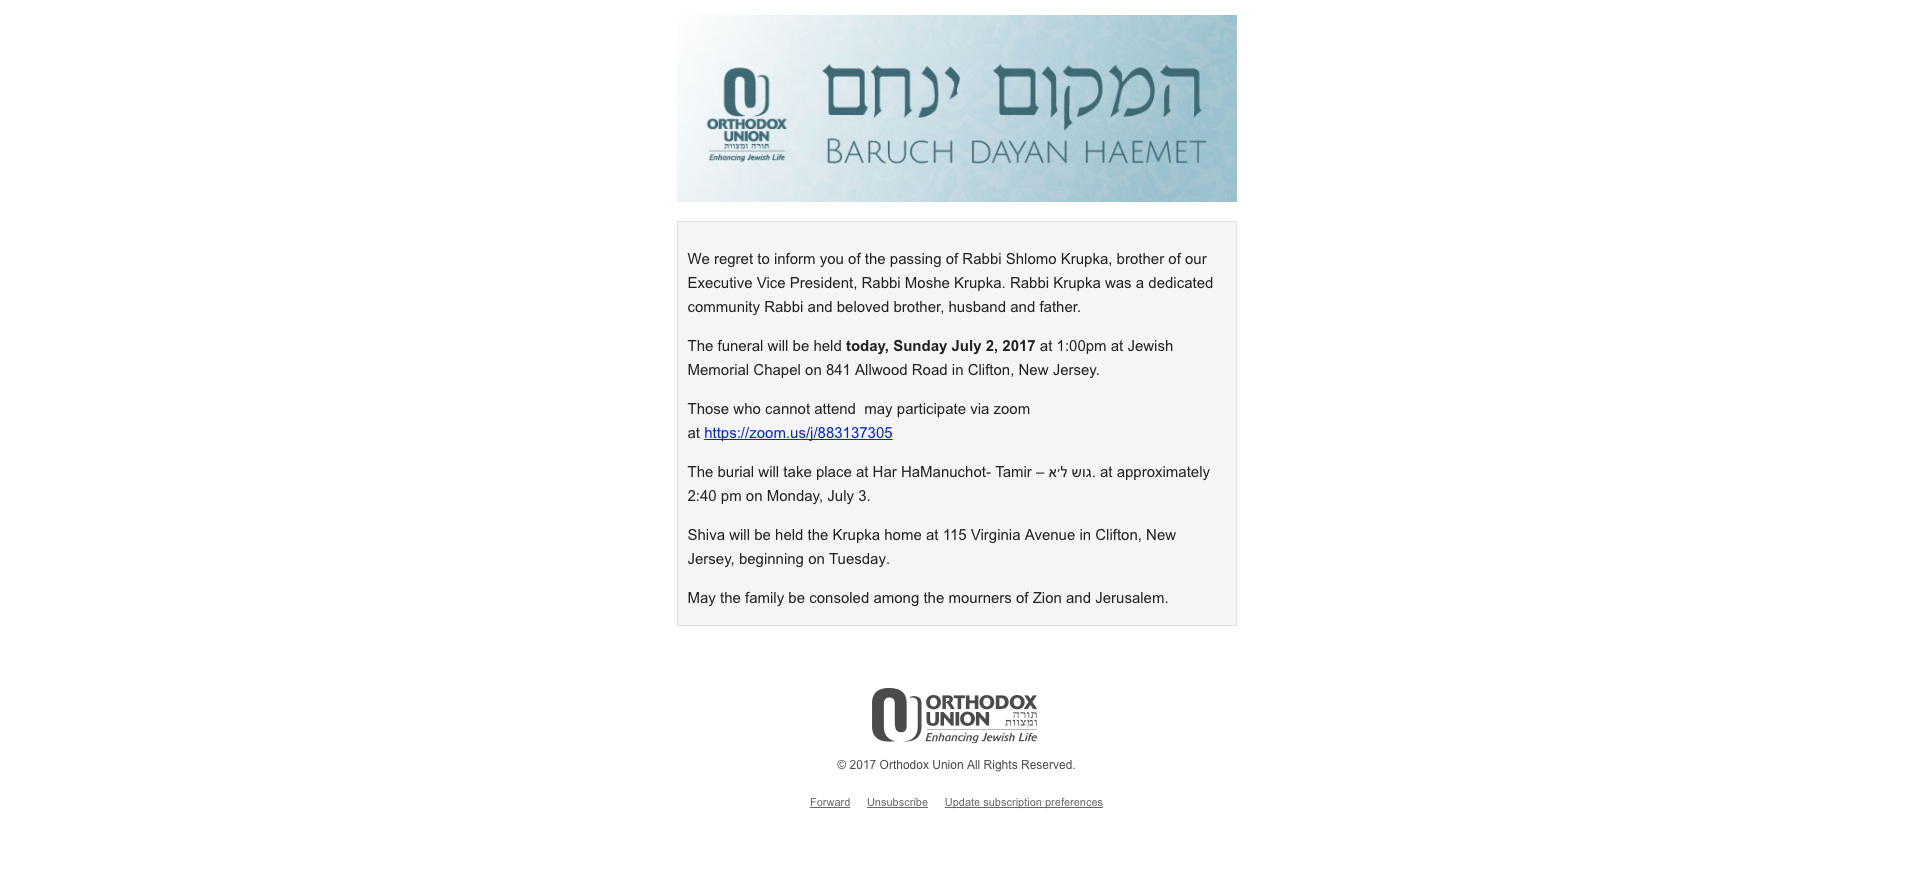 המקום ינחם
ORTHODOX
UNION
תורה ומצוות
Enhancing Jewish Life
BARUCH DAYAN HAEMET
We regret to inform you of the passing of Rabbi Shlomo Krupka, brother of our
Executive Vice President, Rabbi Moshe Krupka. Rabbi Krupka was a dedicated
community Rabbi and beloved brother, husband and father.
The funeral will be held today, Sunday July 2, 2017 at 1:00pm at Jewish
Memorial Chapel on 841 Allwood Road in Clifton, New Jersey.
Those who cannot attend  may participate via zoom
at https://zoom.us/j/883137305
The burial will take place at Har HaManuchot- Tamir – גוש ל׳א. at approximately
2:40 pm on Monday, July 3.
Shiva will be held the Krupka home at 115 Virginia Avenue in Clifton, New
Jersey, beginning on Tuesday.
May the family be consoled among the mourners of Zion and Jerusalem.
ORTHODOX
UNION
תורה
ומצוות
Enhancing Jewish Life
© 2017 Orthodox Union All Rights Reserved.
Forward Unsubscribe Update subscription preferences